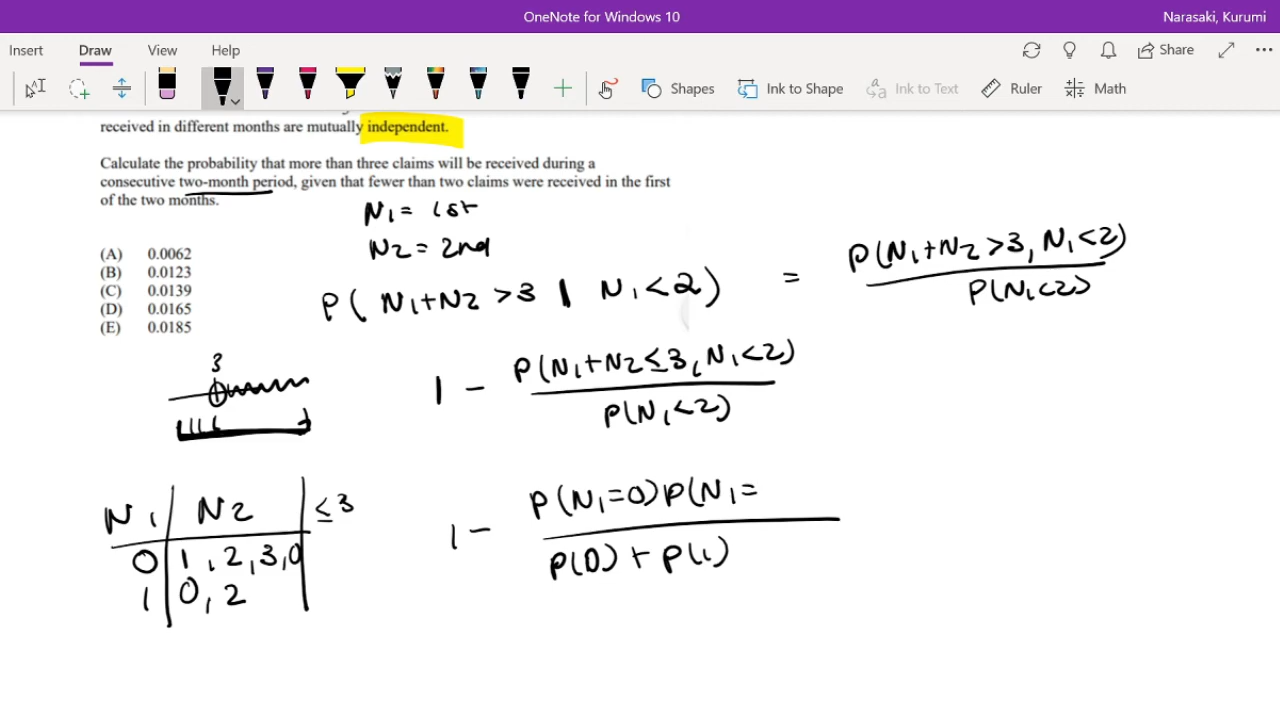 OneNote for Windows 10
Narasaki, Kurumi
Insert Draw View Help Share
Shapes Ink to Shape Ink to Text Ruler Math
received in different months are mutually independent.
Calculate the probability that more than three claims will be received during a
consecutive two-month period, given that fewer than two claims were received in the first
of the two months.
N1 = 1st
N2 = 2nd
(A) 0.0062
(B) 0.0123
(C) 0.0139
(D) 0.0165
(E) 0.0185
P( N1+N2 >3 | N1 <2) = P(N1+N2 >3, N1 <2)
P(N1<2)
3
1 - P(N1+N2 ≤3, N1 <2)
P(N1<2)
N1 N2 ≤3
0 1, 2, 3, 0
1 0, 2
1 - P(N1=0)P(N1=
P(0) + P(1)